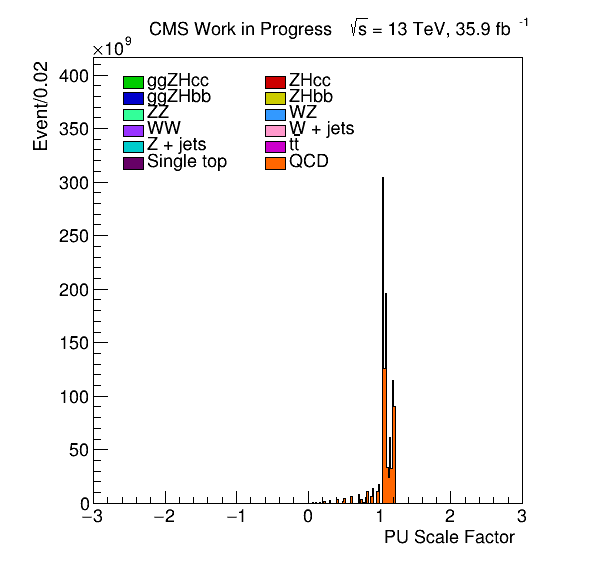 CMS Work in Progress √s = 13 TeV, 35.9 fb -1
×10^9
Event/0.02
400
350
300
250
200
150
100
50
0
ggZHcc ZHcc
ggZHbb ZHbb
ZZ WZ
WW W + jets
Z + jets tt̄
Single top QCD
−3 −2 −1 0 1 2 3
PU Scale Factor